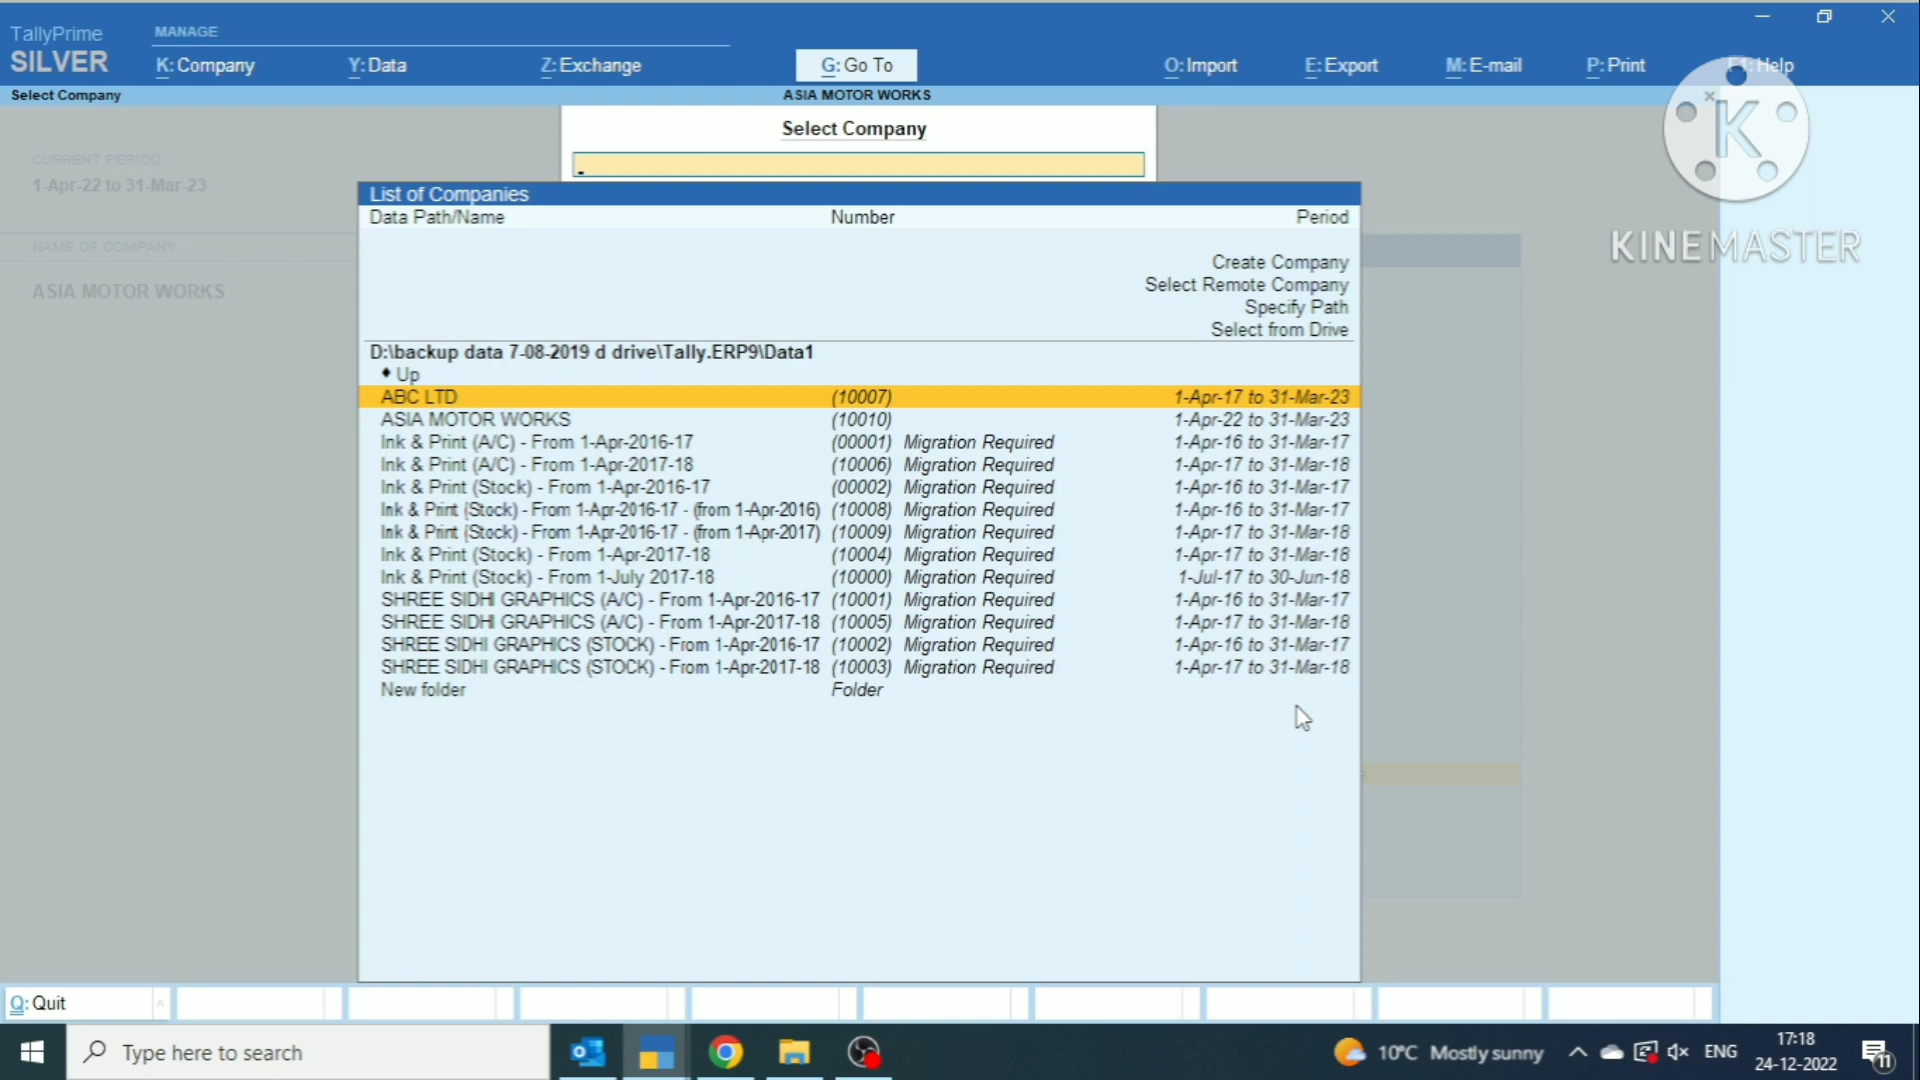 TallyPrime
SILVER
MANAGE
K: Company
Y: Data
Z: Exchange
G: Go To
O: Import
E: Export
M: E-mail
P: Print
F1: Help
Select Company
ASIA MOTOR WORKS
Select Company
CURRENT PERIOD
1-Apr-22 to 31-Mar-23
NAME OF COMPANY
ASIA MOTOR WORKS
K
KINEMASTER
List of Companies
Data Path/Name Number Period
Create Company
Select Remote Company
Specify Path
Select from Drive
D:\backup data 7-08-2019 d drive\Tally.ERP9\Data1
♦ Up
ABC LTD (10007) 1-Apr-17 to 31-Mar-23
ASIA MOTOR WORKS (10010) 1-Apr-22 to 31-Mar-23
Ink & Print (A/C) - From 1-Apr-2016-17 (00001) Migration Required 1-Apr-16 to 31-Mar-17
Ink & Print (A/C) - From 1-Apr-2017-18 (10006) Migration Required 1-Apr-17 to 31-Mar-18
Ink & Print (Stock) - From 1-Apr-2016-17 (00002) Migration Required 1-Apr-16 to 31-Mar-17
Ink & Print (Stock) - From 1-Apr-2016-17 - (from 1-Apr-2016) (10008) Migration Required 1-Apr-16 to 31-Mar-17
Ink & Print (Stock) - From 1-Apr-2016-17 - (from 1-Apr-2017) (10009) Migration Required 1-Apr-17 to 31-Mar-18
Ink & Print (Stock) - From 1-Apr-2017-18 (10004) Migration Required 1-Apr-17 to 31-Mar-18
Ink & Print (Stock) - From 1-July 2017-18 (10000) Migration Required 1-Jul-17 to 30-Jun-18
SHREE SIDHI GRAPHICS (A/C) - From 1-Apr-2016-17 (10001) Migration Required 1-Apr-16 to 31-Mar-17
SHREE SIDHI GRAPHICS (A/C) - From 1-Apr-2017-18 (10005) Migration Required 1-Apr-17 to 31-Mar-18
SHREE SIDHI GRAPHICS (STOCK) - From 1-Apr-2016-17 (10002) Migration Required 1-Apr-16 to 31-Mar-17
SHREE SIDHI GRAPHICS (STOCK) - From 1-Apr-2017-18 (10003) Migration Required 1-Apr-17 to 31-Mar-18
New folder Folder
Q: Quit
Type here to search
10°C Mostly sunny
ENG
17:18
24-12-2022
11